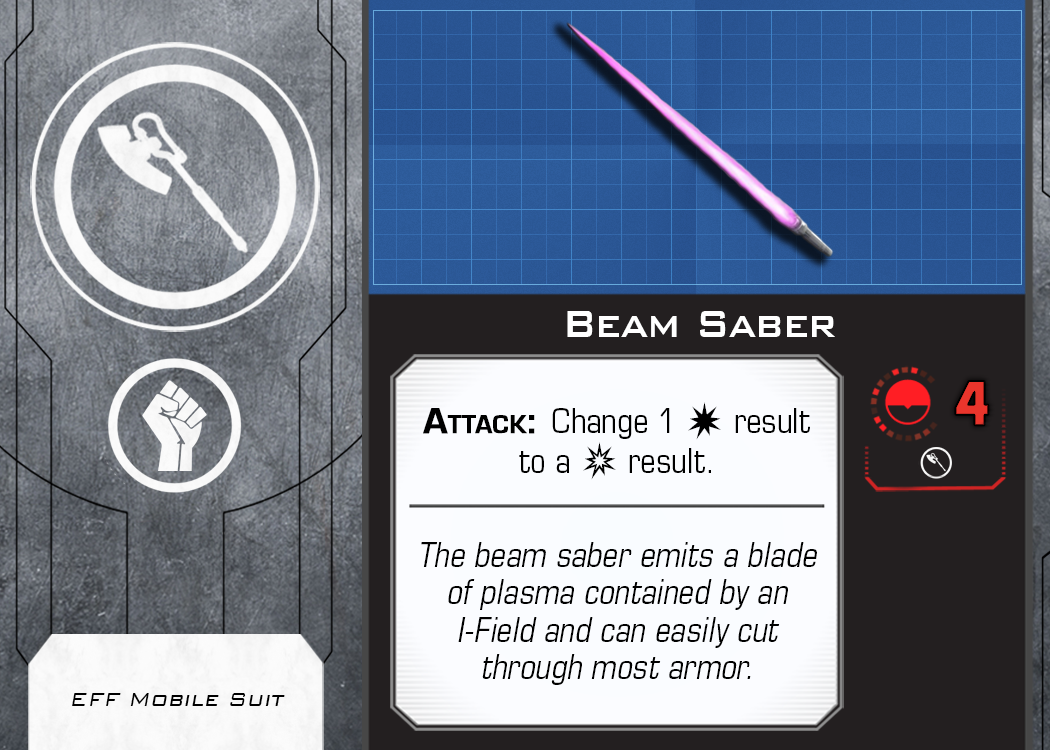 Beam Saber
4
Attack: Change 1 result
to a result.
The beam saber emits a blade
of plasma contained by an
I-Field and can easily cut
through most armor.
EFF Mobile Suit